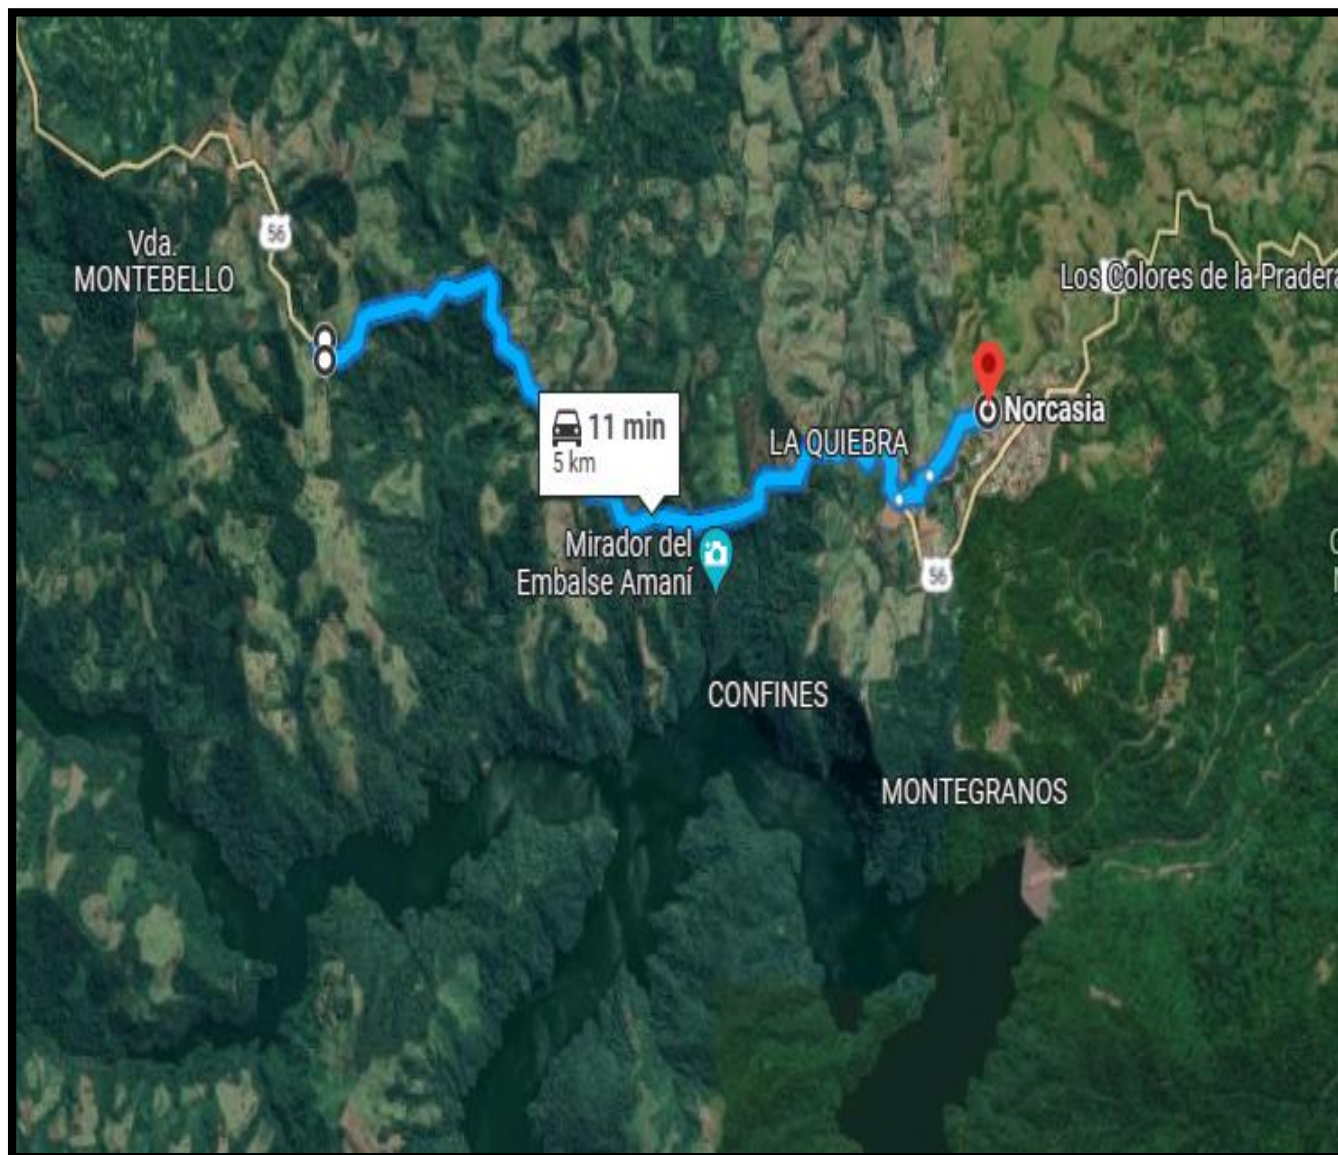 Vda.
MONTEBELLO
56
Los Colores de la Pradera
11 min
5 km
Norcasia
LA QUIEBRA
Mirador del
Embalse Amaní
56
CONFINES
MONTEGRANOS